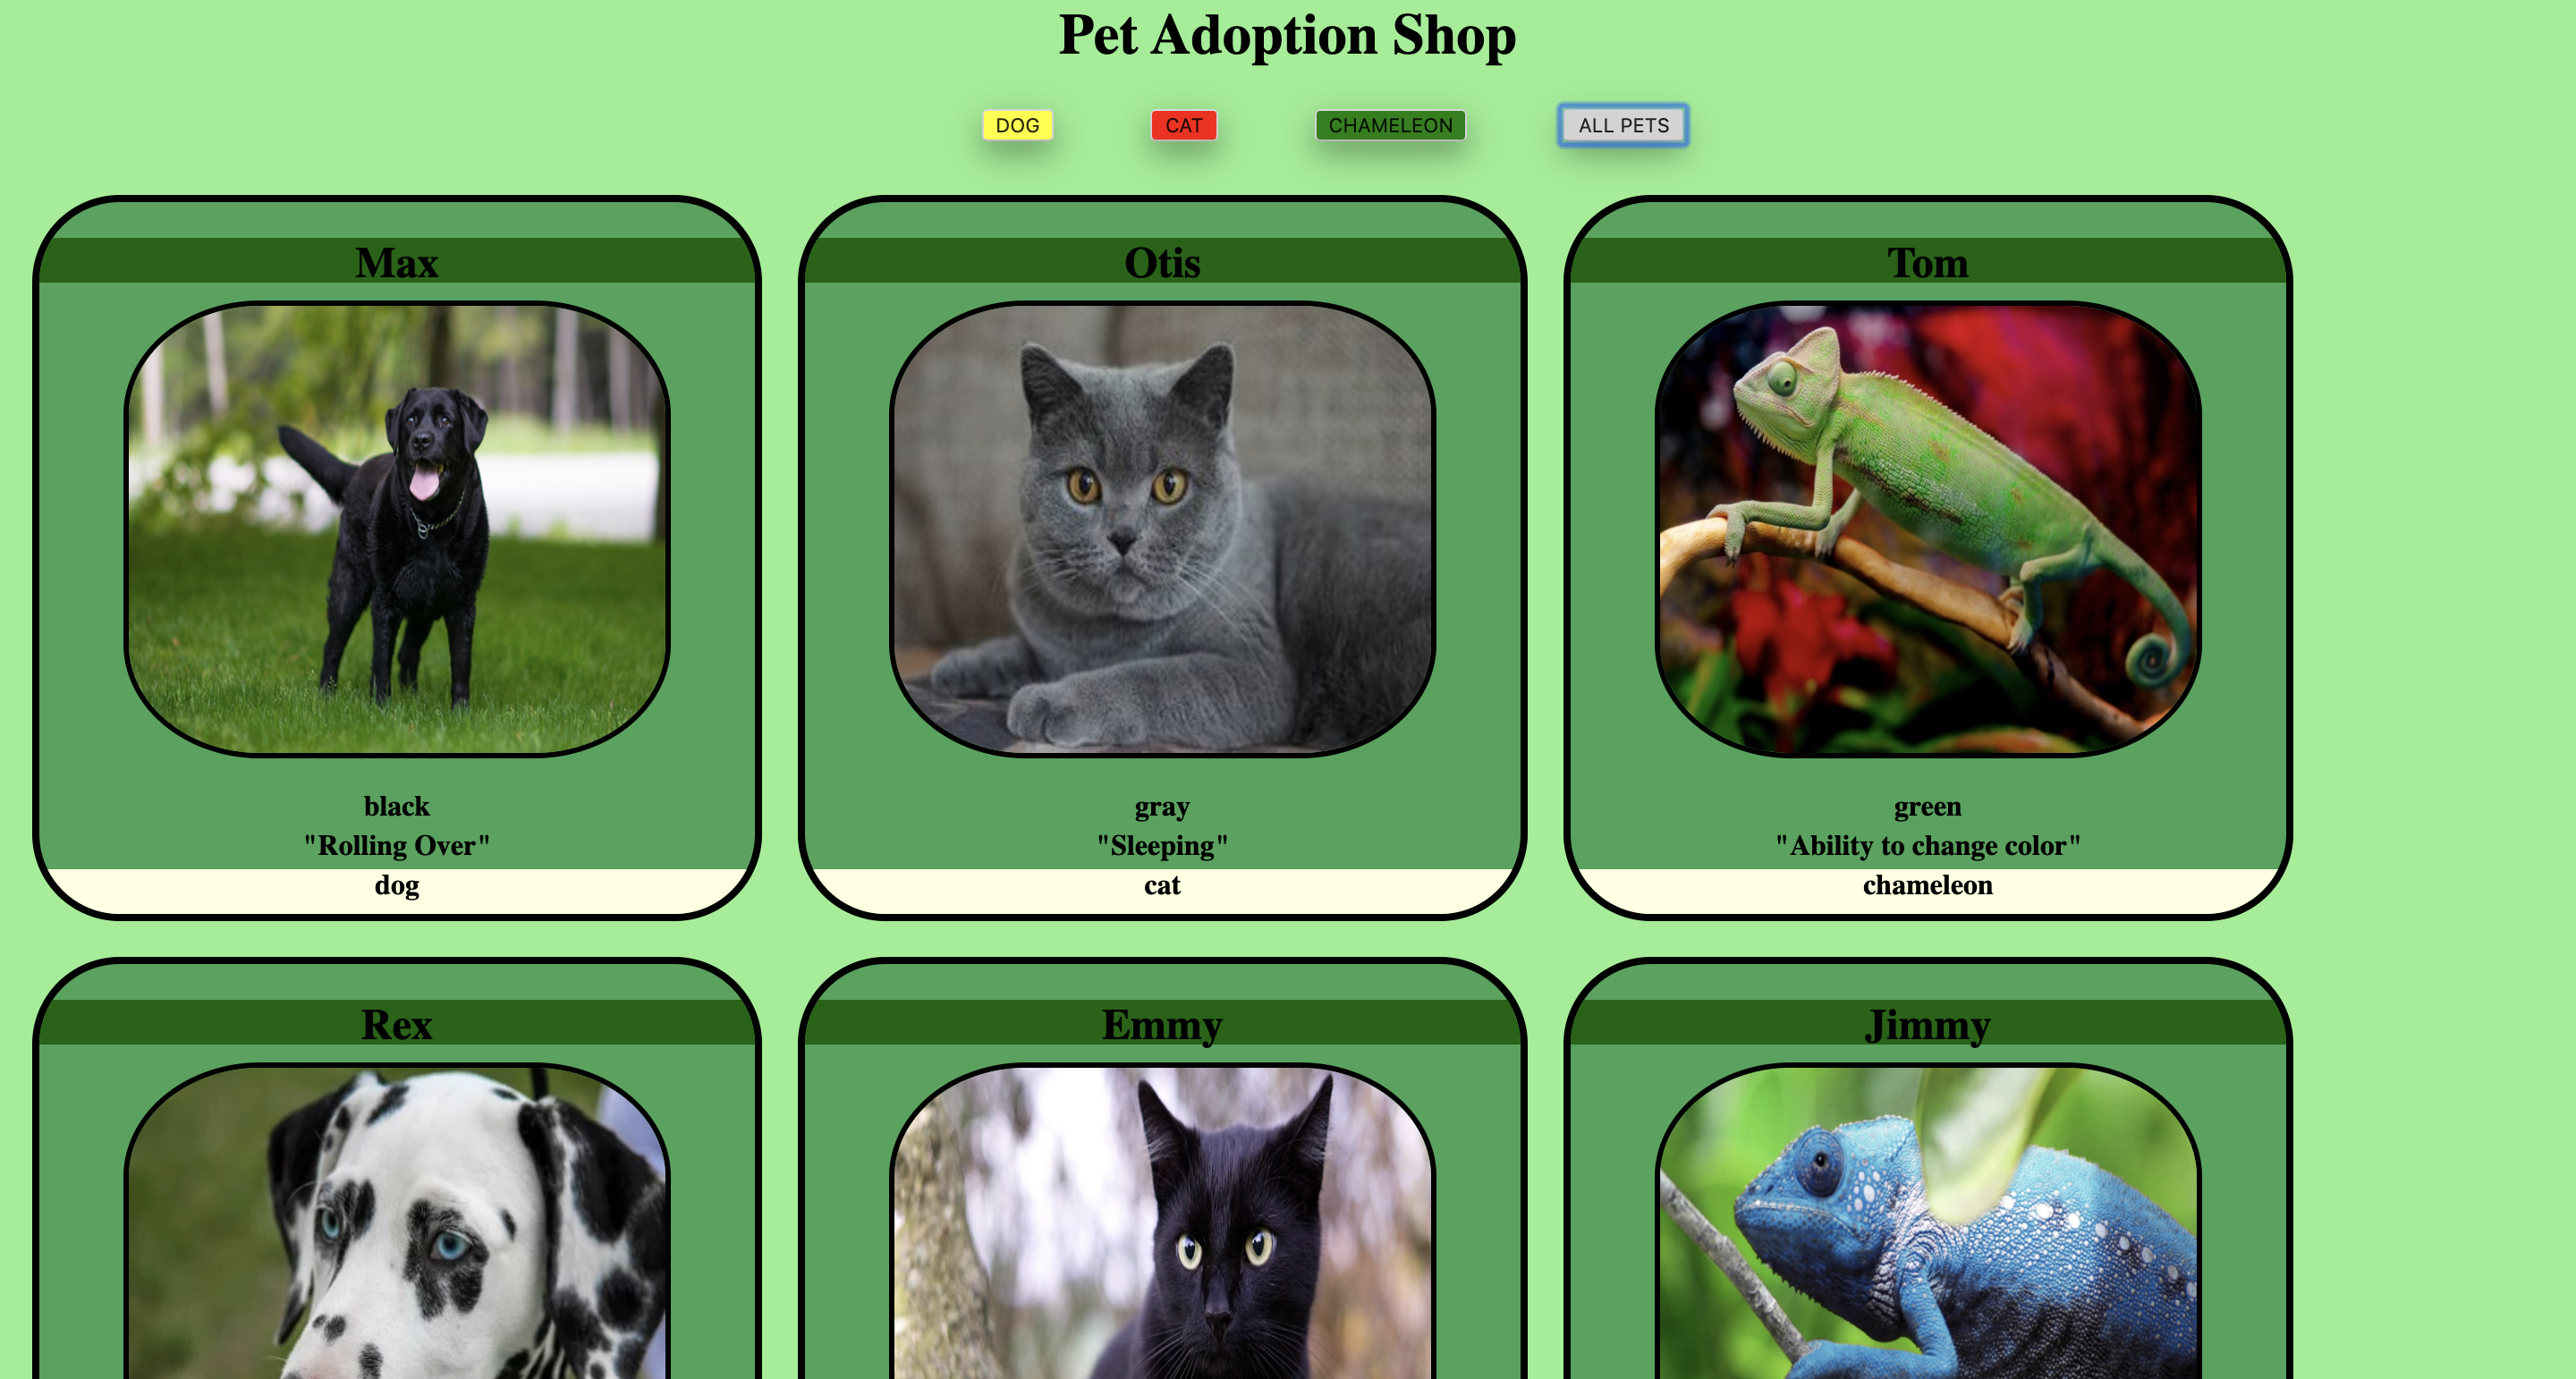 Pet Adoption Shop
DOG CAT CHAMELEON ALL PETS
Max
black
"Rolling Over"
dog
Otis
gray
"Sleeping"
cat
Tom
green
"Ability to change color"
chameleon
Rex
Emmy
Jimmy